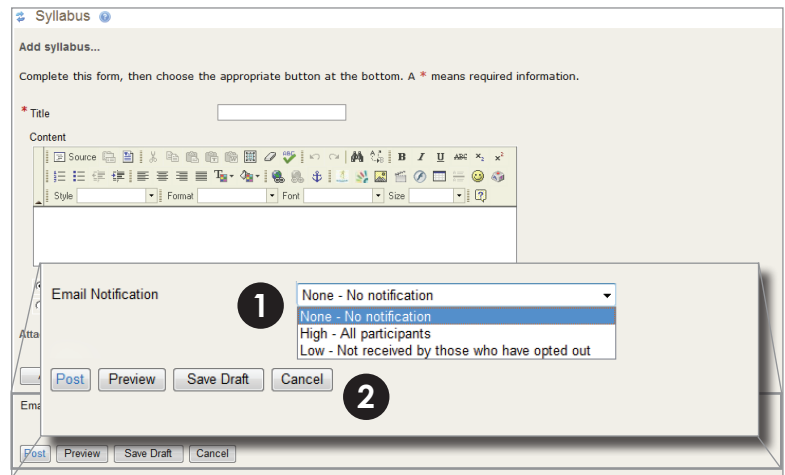 Syllabus
Add syllabus...
Complete this form, then choose the appropriate button at the bottom. A * means required information.
* Title
Content
Source
B I U ABC x₂ x²
Style Format Font Size
Email Notification
1
None - No notification
None - No notification
High - All participants
Low - Not received by those who have opted out
Post Preview Save Draft Cancel
2
Atta
Ema
Post Preview Save Draft Cancel